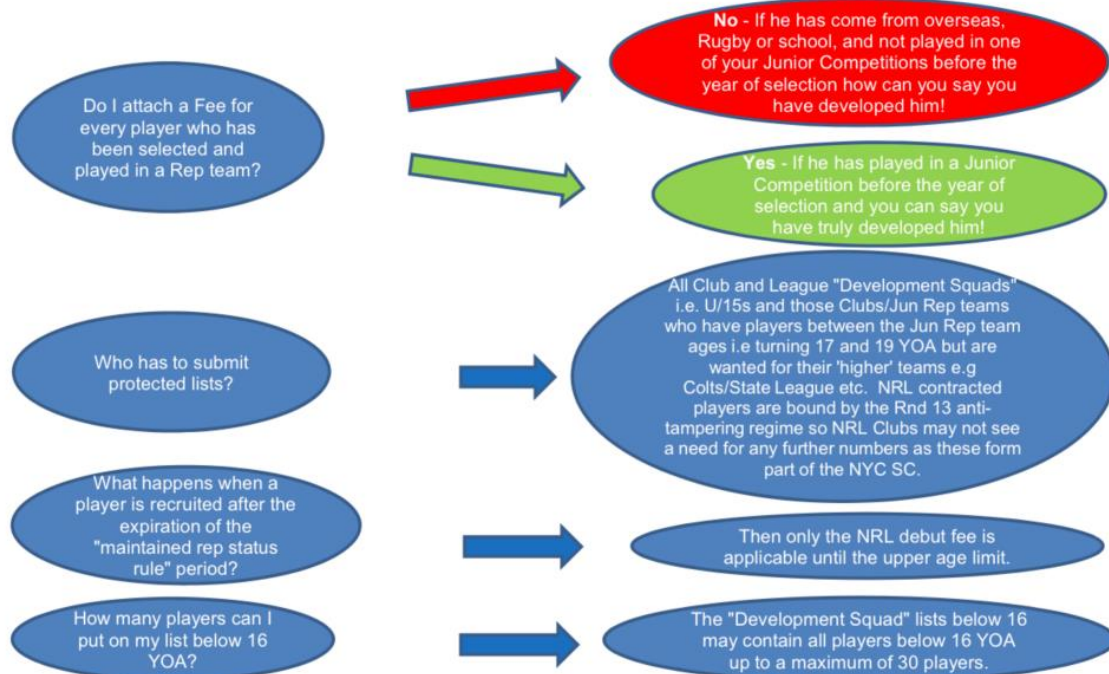 Do I attach a Fee for
every player who has
been selected and
played in a Rep team?
No - If he has come from overseas,
Rugby or school, and not played in one
of your Junior Competitions before the
year of selection how can you say you
have developed him!
Yes - If he has played in a Junior
Competition before the year of
selection and you can say you
have truly developed him!
Who has to submit
protected lists?
All Club and League "Development Squads"
i.e. U/15s and those Clubs/Jun Rep teams
who have players between the Jun Rep team
ages i.e turning 17 and 19 YOA but are
wanted for their 'higher' teams e.g
Colts/State League etc. NRL contracted
players are bound by the Rnd 13 anti-
tampering regime so NRL Clubs may not see
a need for any further numbers as these form
part of the NYC SC.
What happens when a
player is recruited after the
expiration of the
"maintained rep status
rule" period?
Then only the NRL debut fee is
applicable until the upper age limit.
How many players can I
put on my list below 16
YOA?
The "Development Squad" lists below 16
may contain all players below 16 YOA
up to a maximum of 30 players.